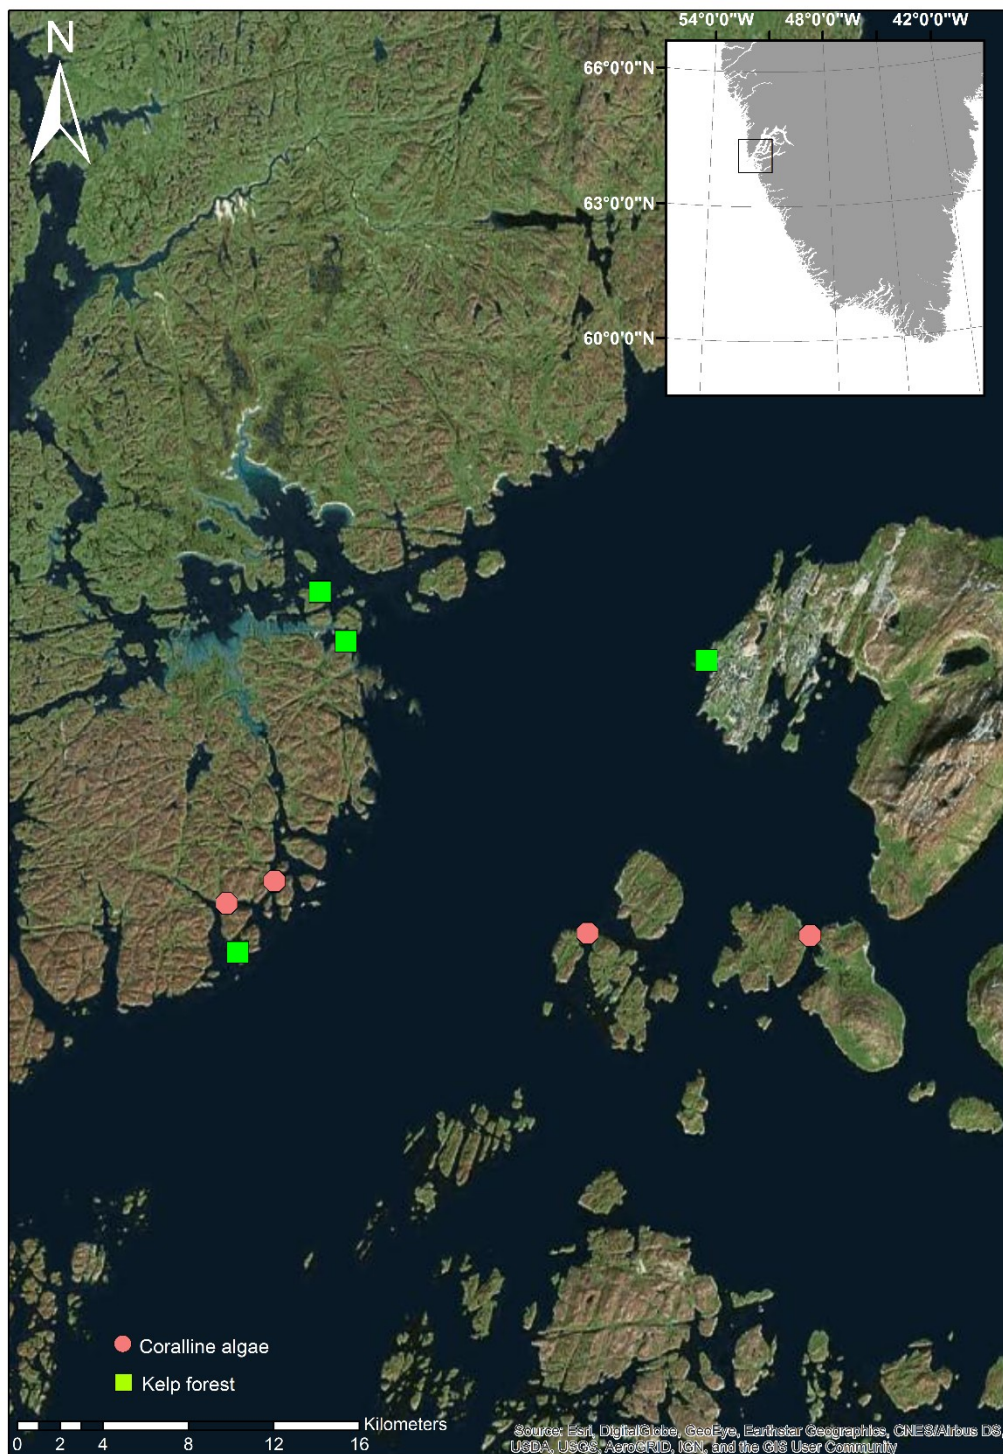 N
54°0'0"W 48°0'0"W 42°0'0"W
66°0'0"N
63°0'0"N
60°0'0"N
Coralline algae
Kelp forest
Kilometers
0 2 4 8 12 16
Source: Esri, DigitalGlobe, GeoEye, Earthstar Geographics, CNES/Airbus DS,
USDA, USGS, AeroGRID, IGN, and the GIS User Community